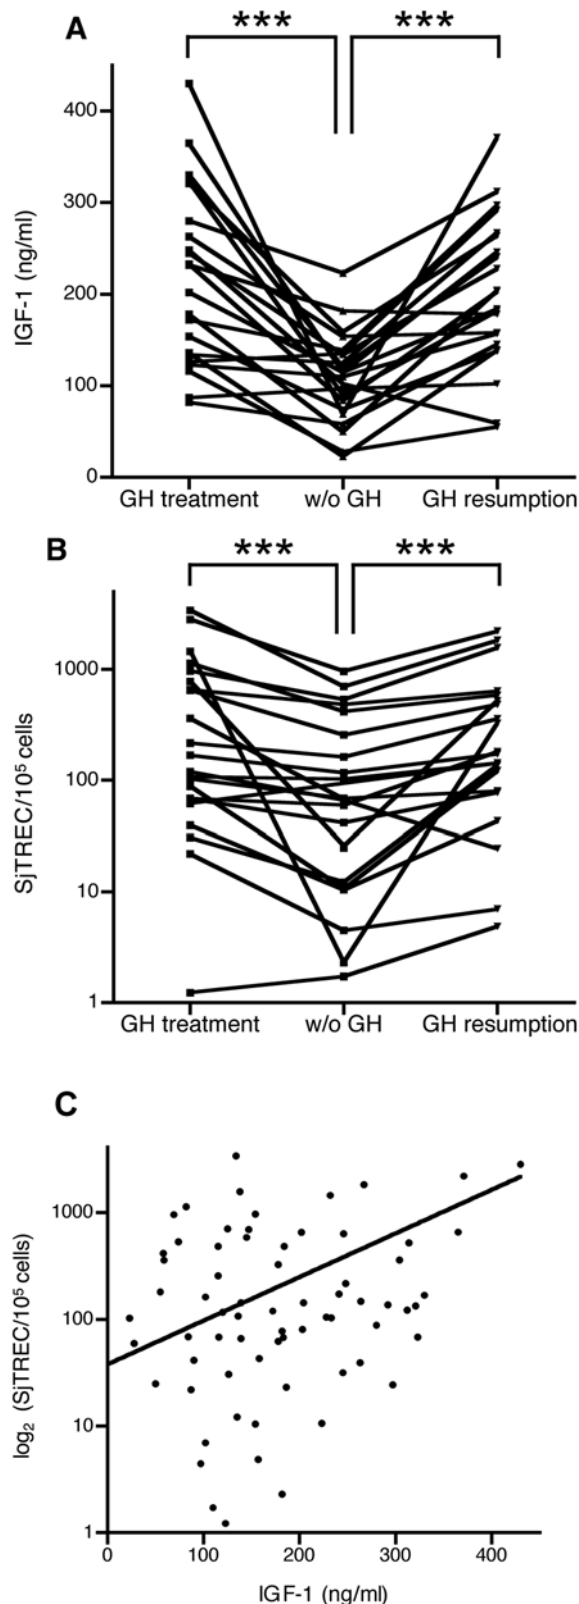 A
*** ***
400
300
200
100
0
IGF-1 (ng/ml)
GH treatment w/o GH GH resumption
B
*** ***
1000
100
10
1
SjTREC/10⁵ cells
GH treatment w/o GH GH resumption
C
1000
100
10
1
log₂ (SjTREC/10⁵ cells)
0 100 200 300 400
IGF-1 (ng/ml)